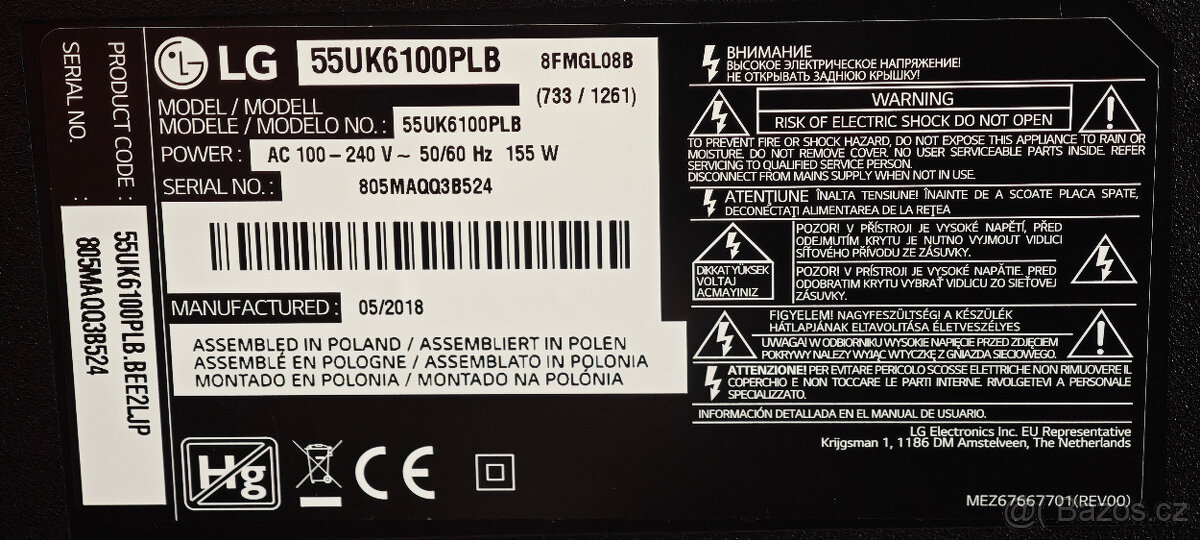 SERIAL NO. :
PRODUCT CODE :
805MAQQ3B524
55UK6100PLB.BEE2LJP
LG
55UK6100PLB
8FMGL08B
(733 / 1261)
MODEL / MODELL
MODELE / MODELO NO. : 55UK6100PLB
POWER : AC 100 – 240 V ~ 50/60 Hz 155 W
SERIAL NO. : 805MAQQ3B524
MANUFACTURED : 05/2018
ASSEMBLED IN POLAND / ASSEMBLIERT IN POLEN
ASSEMBLÉ EN POLOGNE / ASSEMBLATO IN POLONIA
MONTADO EN POLONIA / MONTADO NA POLÓNIA
Hg
CE
ВНИМАНИЕ
ВЫСОКОЕ ЭЛЕКТРИЧЕСКОЕ НАПРЯЖЕНИЕ!
НЕ ОТКРЫВАТЬ ЗАДНЮЮ КРЫШКУ!
WARNING
RISK OF ELECTRIC SHOCK DO NOT OPEN
TO PREVENT FIRE OR SHOCK HAZARD, DO NOT EXPOSE THIS APPLIANCE TO RAIN OR
MOISTURE. DO NOT REMOVE COVER. NO USER SERVICEABLE PARTS INSIDE. REFER
SERVICING TO QUALIFIED SERVICE PERSON.
DISCONNECT FROM MAINS SUPPLY WHEN NOT IN USE.
ATENŢIUNE ÎNALTA TENSIUNE! ÎNAINTE DE A SCOATE PLACA SPATE,
DECONECTAŢI ALIMENTAREA DE LA REŢEA
DIKKAT YÜKSEK
VOLTAJ
ACMAYINIZ
POZOR! V PŘÍSTROJI JE VYSOKÉ NAPĚTÍ, PŘED
ODEJMUTÍM KRYTU JE NUTNO VYJMOUT VIDLICI
SÍŤOVÉHO PŘÍVODU ZE ZÁSUVKY.
POZOR! V PRÍSTROJI JE VYSOKÉ NAPÄTIE. PRED
ODOBRATIM KRYTU VYBRAŤ VIDLICU ZO SIEŤOVEJ
ZÁSUVKY.
FIGYELEM! NAGYFESZÜLTSÉG! A KÉSZÜLÉK
HÁTLAPJÁNAK ELTÁVOLÍTÁSA ÉLETVESZÉLYES
UWAGA! W ODBIORNIKU WYSOKIE NAPIĘCIE PRZED ZDJĘCIEM
POKRYWY NALEŻY WYJĄĆ WTYCZKĘ Z GNIAZDA SIECIOWEGO.
ATTENZIONE! PER EVITARE PERICOLO SCOSSE ELETTRICHE NON RIMUOVERE IL
COPERCHIO E NON TOCCARE LE PARTI INTERNE. RIVOLGETEVI A PERSONALE
SPECIALIZZATO.
INFORMACIÓN DETALLADA EN EL MANUAL DE USUARIO.
LG Electronics Inc. EU Representative
Krijgsman 1, 1186 DM Amstelveen, The Netherlands
MEZ67667701(REV00)
@ Bazos.cz